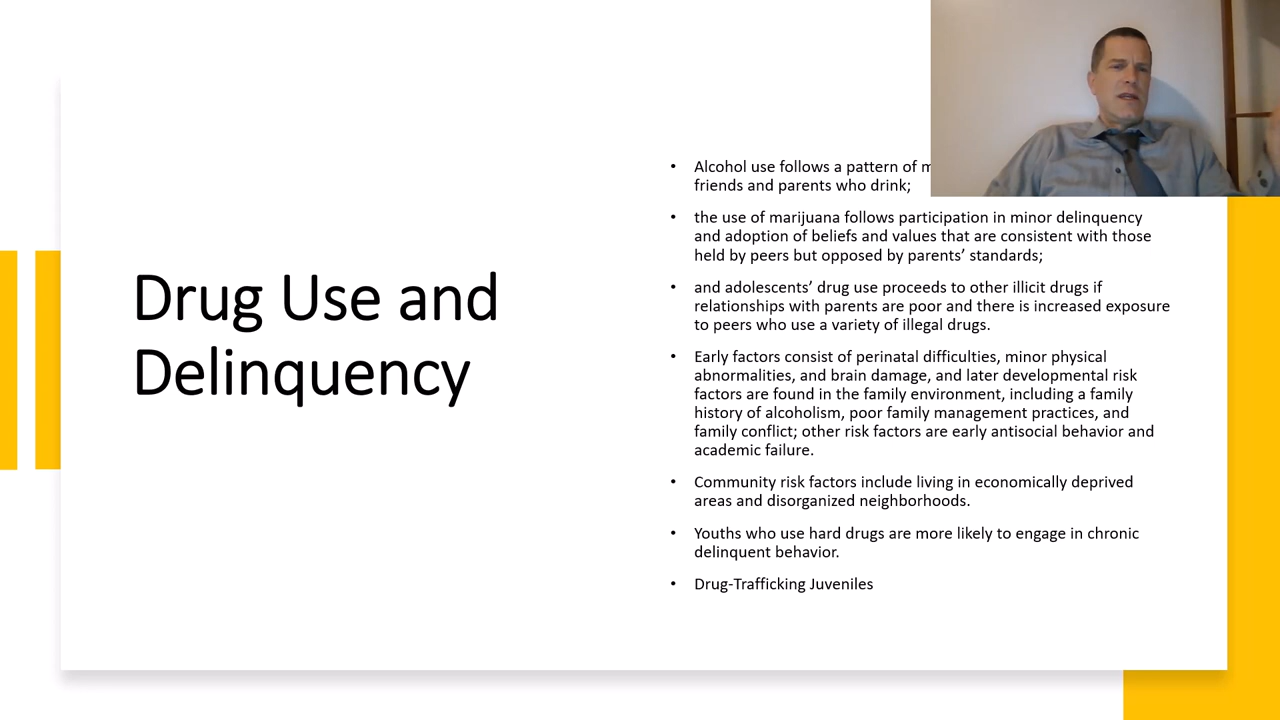 Drug Use and
Delinquency
• Alcohol use follows a pattern of
friends and parents who drink;
• the use of marijuana follows participation in minor delinquency
and adoption of beliefs and values that are consistent with those
held by peers but opposed by parents’ standards;
• and adolescents’ drug use proceeds to other illicit drugs if
relationships with parents are poor and there is increased exposure
to peers who use a variety of illegal drugs.
• Early factors consist of perinatal difficulties, minor physical
abnormalities, and brain damage, and later developmental risk
factors are found in the family environment, including a family
history of alcoholism, poor family management practices, and
family conflict; other risk factors are early antisocial behavior and
academic failure.
• Community risk factors include living in economically deprived
areas and disorganized neighborhoods.
• Youths who use hard drugs are more likely to engage in chronic
delinquent behavior.
• Drug-Trafficking Juveniles